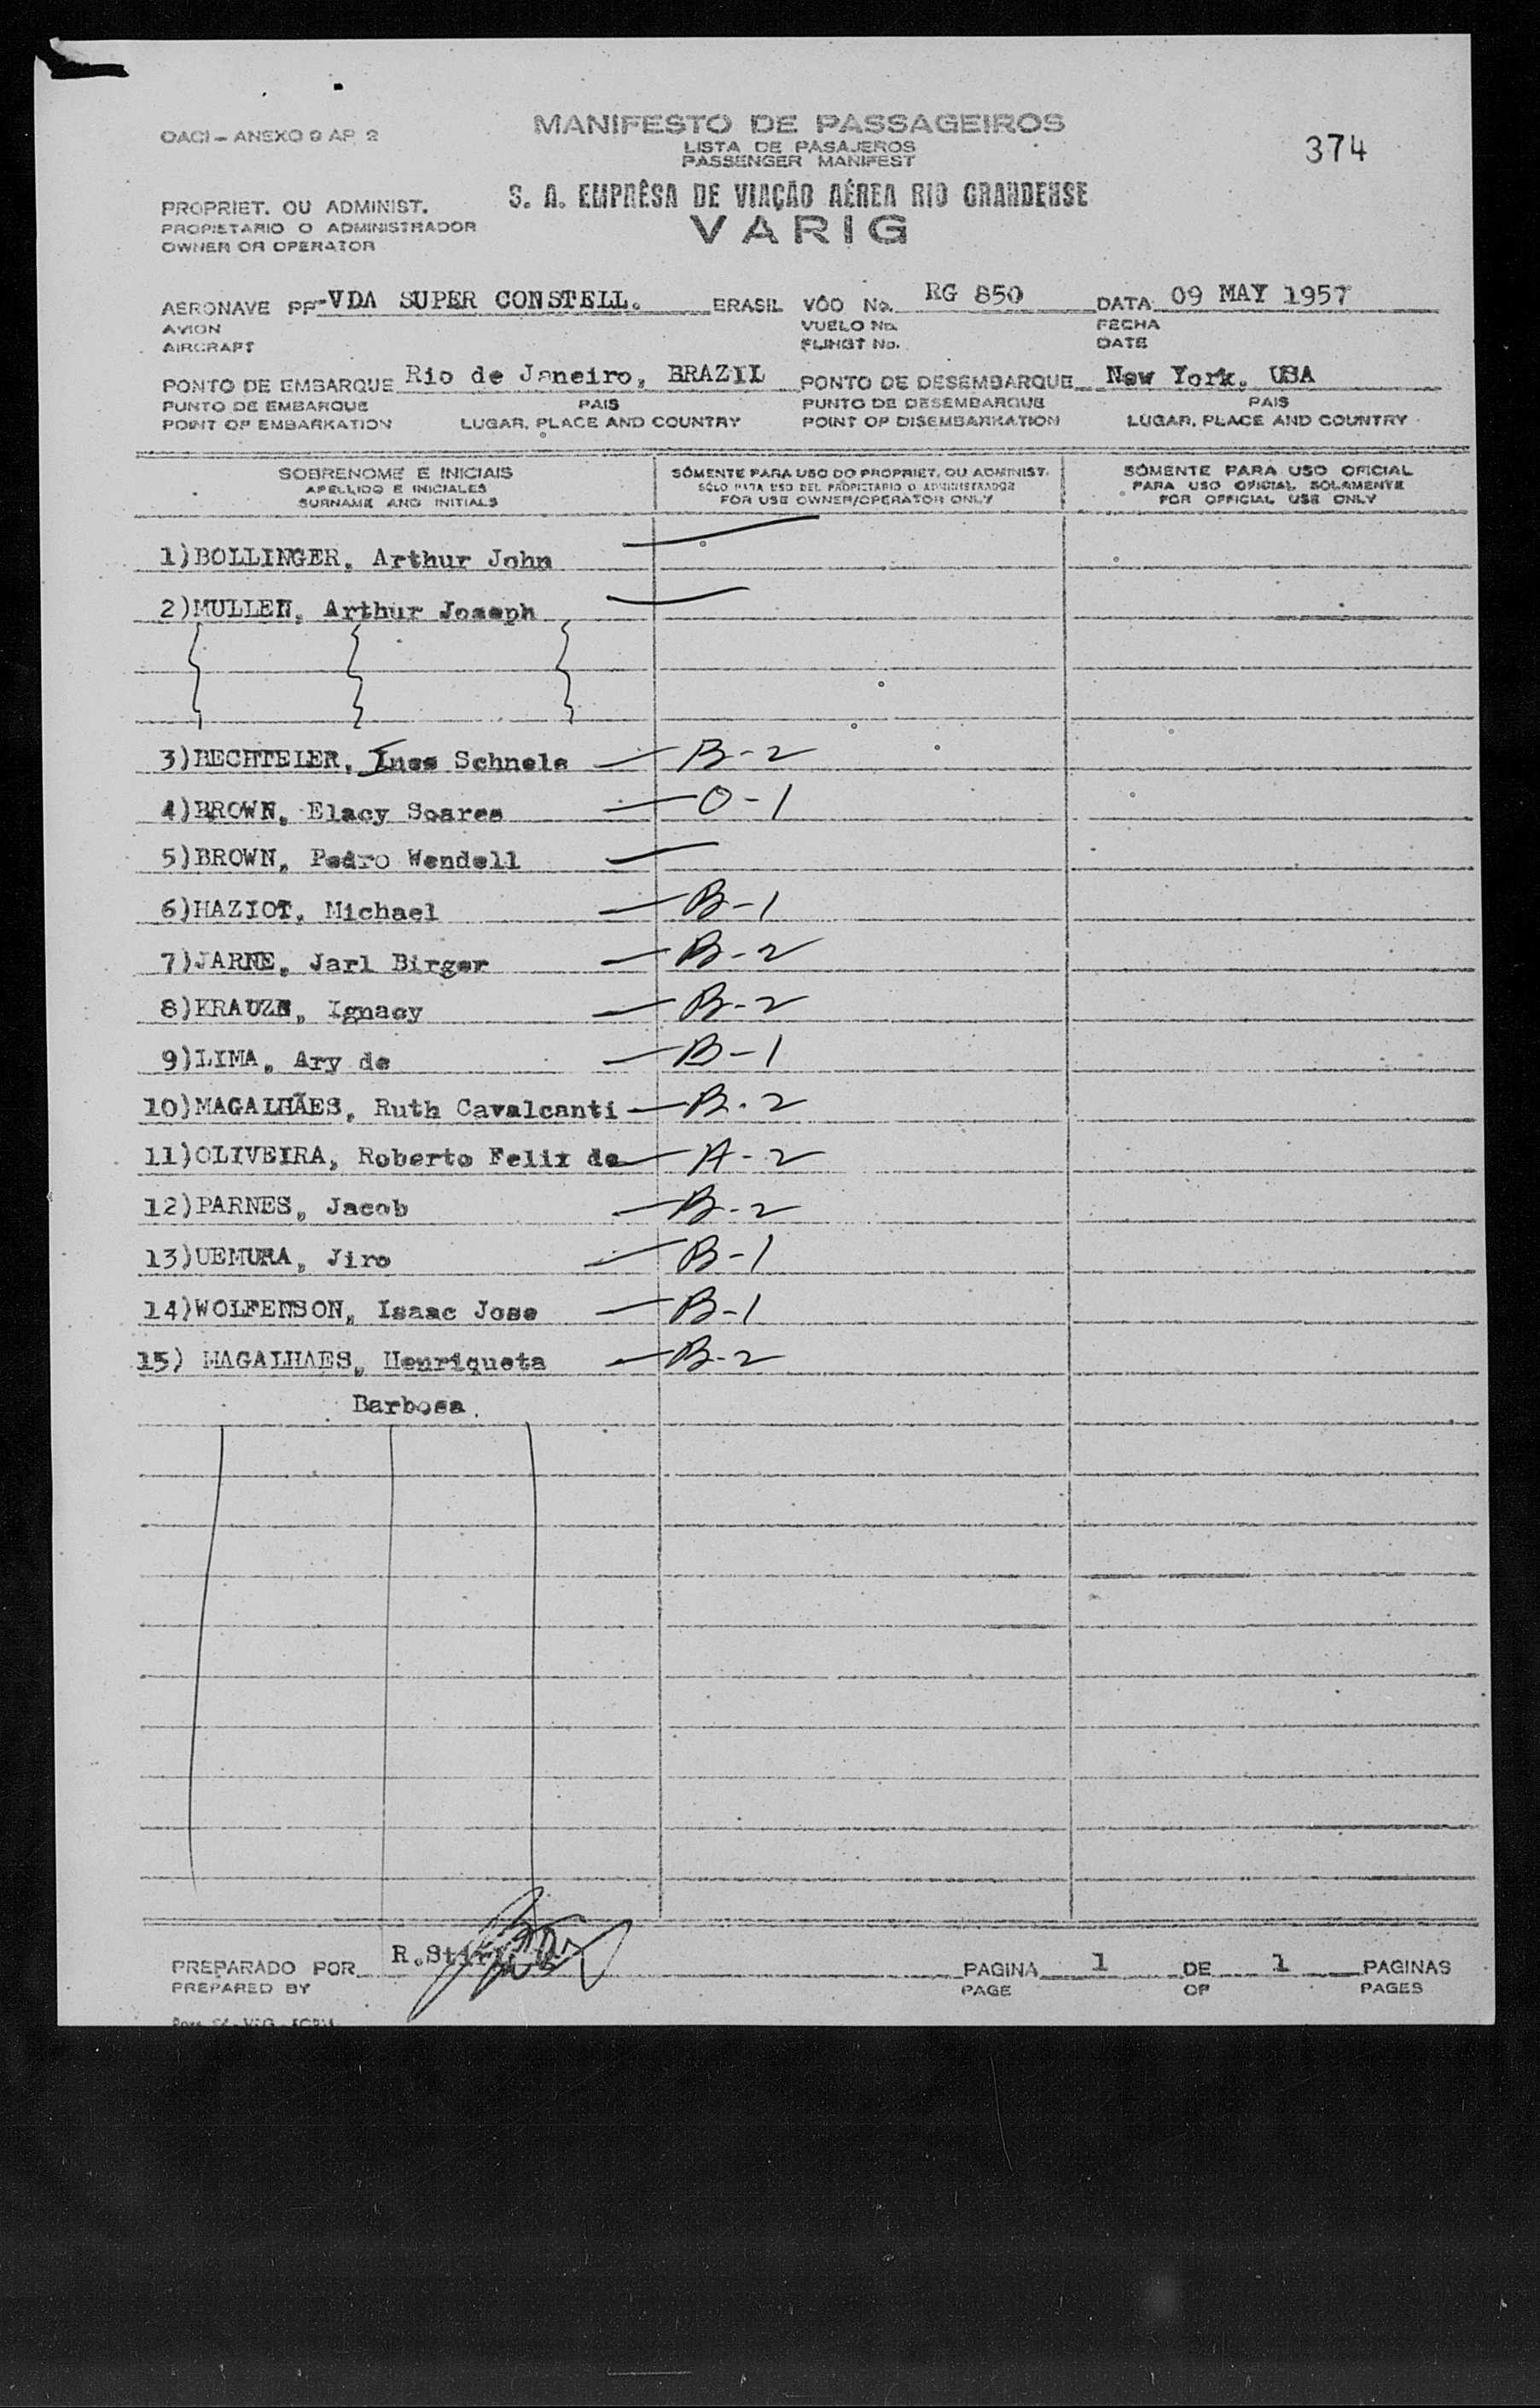 OACI – ANEXO 9 AP. 2
MANIFESTO DE PASSAGEIROS
LISTA DE PASAJEROS
PASSENGER MANIFEST
374
S. A. EMPRÊSA DE VIAÇÃO AÉREA RIO GRANDENSE
VARIG
PROPRIET. OU ADMINIST.
PROPIETARIO O ADMINISTRADOR
OWNER OR OPERATOR
AERONAVE PP-VDA SUPER CONSTELL. BRASIL VÔO No. RG 850 DATA 09 MAY 1957
AVION VUELO No. FECHA
AIRCRAFT FLIHGT No. DATE
PONTO DE EMBARQUE Rio de Janeiro, BRAZIL PONTO DE DESEMBARQUE New York, USA
PUNTO DE EMBARQUE PAIS PUNTO DE DESEMBARQUE PAIS
POINT OF EMBARKATION LUGAR, PLACE AND COUNTRY POINT OF DISEMBARKATION LUGAR, PLACE AND COUNTRY
SOBRENOME E INICIAIS SÓMENTE PARA USO DO PROPRIET. OU ADMINIST. SÓMENTE PARA USO OFICIAL
APELLIDO E INICIALES SÓLO PARA USO DEL PROPIETARIO O ADMINISTRADOR PARA USO OFICIAL SOLAMENTE
SURNAME AND INITIALS FOR USE OWNER/OPERATOR ONLY FOR OFFICIAL USE ONLY
1)BOLLINGER, Arthur John
2)MULLEN, Arthur Joseph
3)BECHTELER, Ines Schnels B-2
4)BROWN, Elacy Soares O-1
5)BROWN, Pedro Wendell
6)HAZIOT, Michael B-1
7)JARNE, Jarl Birger B-2
8)KRAUZE, Ignacy B-2
9)LIMA, Ary de B-1
10)MAGALHÃES, Ruth Cavalcanti B-2
11)OLIVEIRA, Roberto Felix de A-2
12)PARNES, Jacob B-2
13)UEMURA, Jiro B-1
14)WOLFENSON, Isaac Jose B-1
15) MAGALHAES, Henriqueta B-2
Barbosa
PREPARADO POR R. PAGINA 1 DE 1 PAGINAS
PREPARED BY PAGE OF PAGES